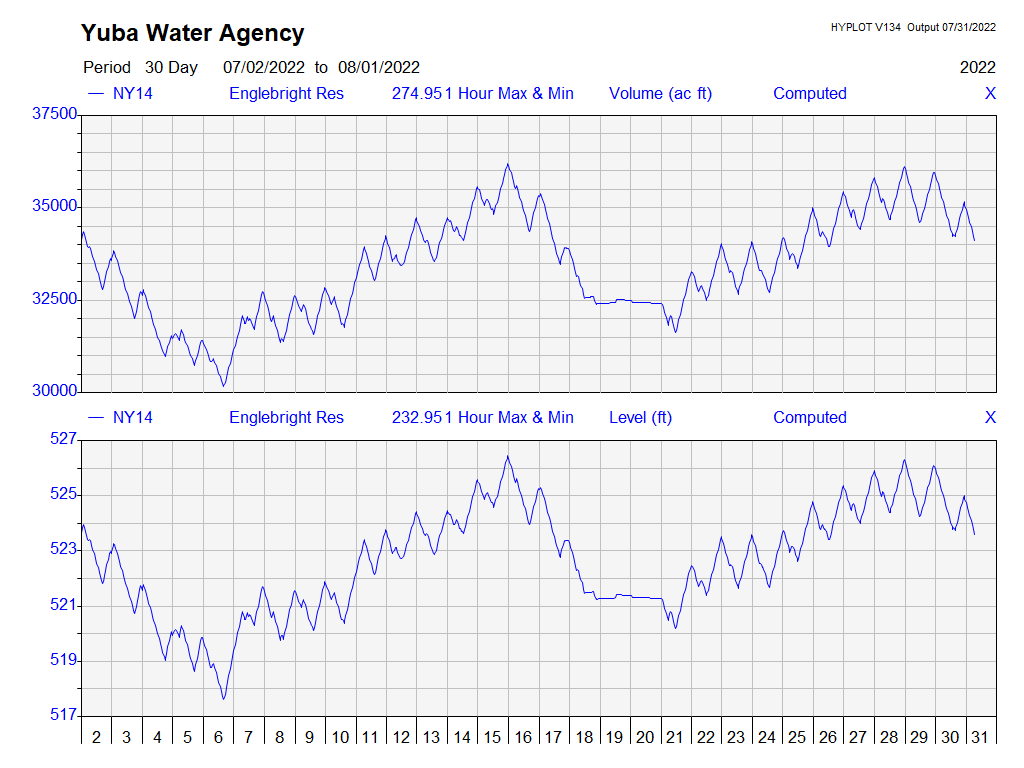 Yuba Water Agency
HYPLOT V134 Output 07/31/2022
Period 30 Day 07/02/2022 to 08/01/2022 2022
NY14 Englebright Res 274.951 Hour Max & Min Volume (ac ft) Computed X
37500
35000
32500
30000
NY14 Englebright Res 232.951 Hour Max & Min Level (ft) Computed X
527
525
523
521
519
517
2 3 4 5 6 7 8 9 10 11 12 13 14 15 16 17 18 19 20 21 22 23 24 25 26 27 28 29 30 31